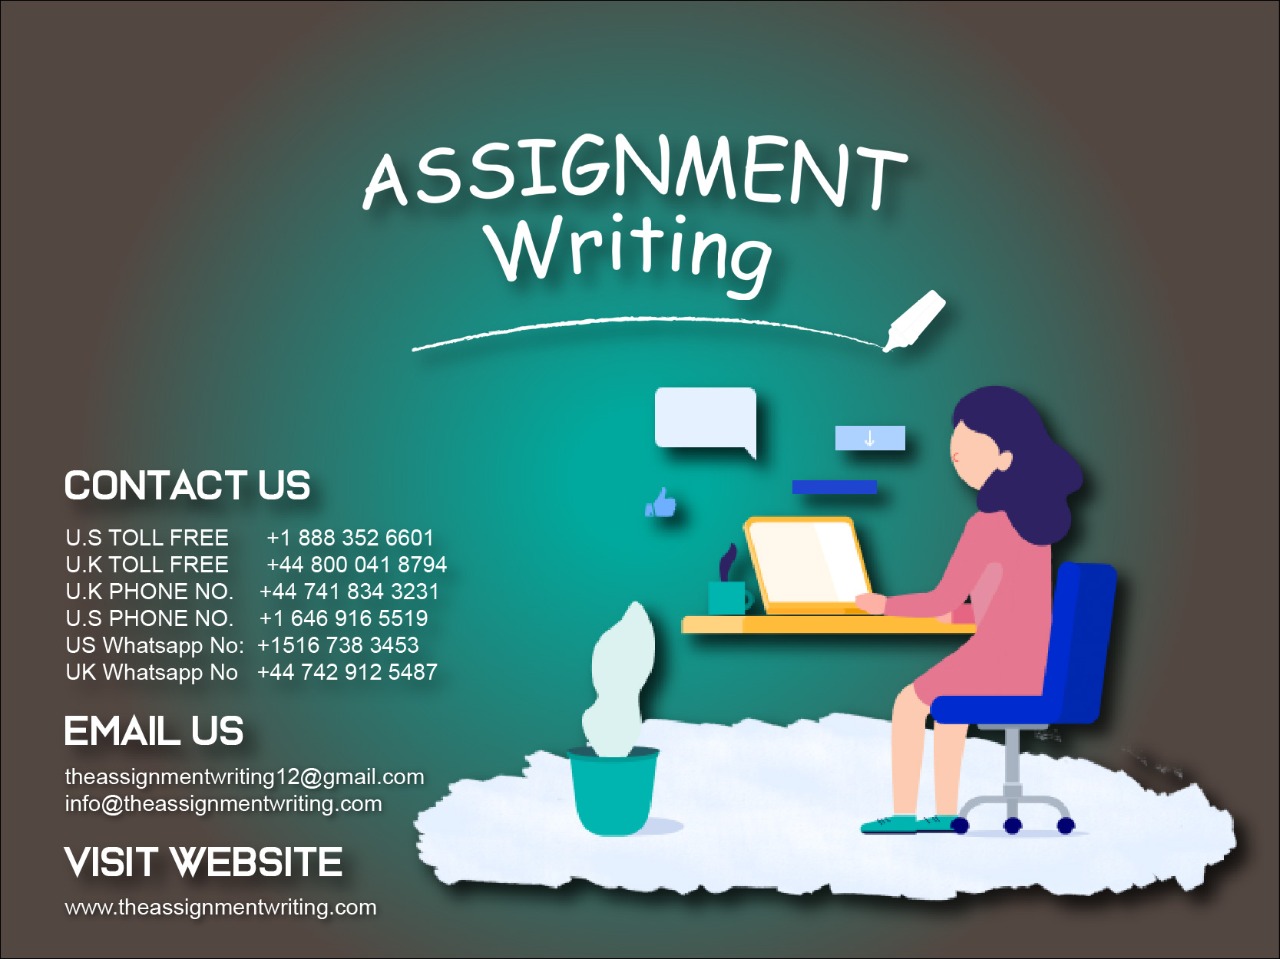 ASSIGNMENT
Writing
CONTACT US
U.S TOLL FREE +1 888 352 6601
U.K TOLL FREE +44 800 041 8794
U.K PHONE NO. +44 741 834 3231
U.S PHONE NO. +1 646 916 5519
US Whatsapp No: +1516 738 3453
UK Whatsapp No +44 742 912 5487
EMAIL US
theassignmentwriting12@gmail.com
info@theassignmentwriting.com
VISIT WEBSITE
www.theassignmentwriting.com